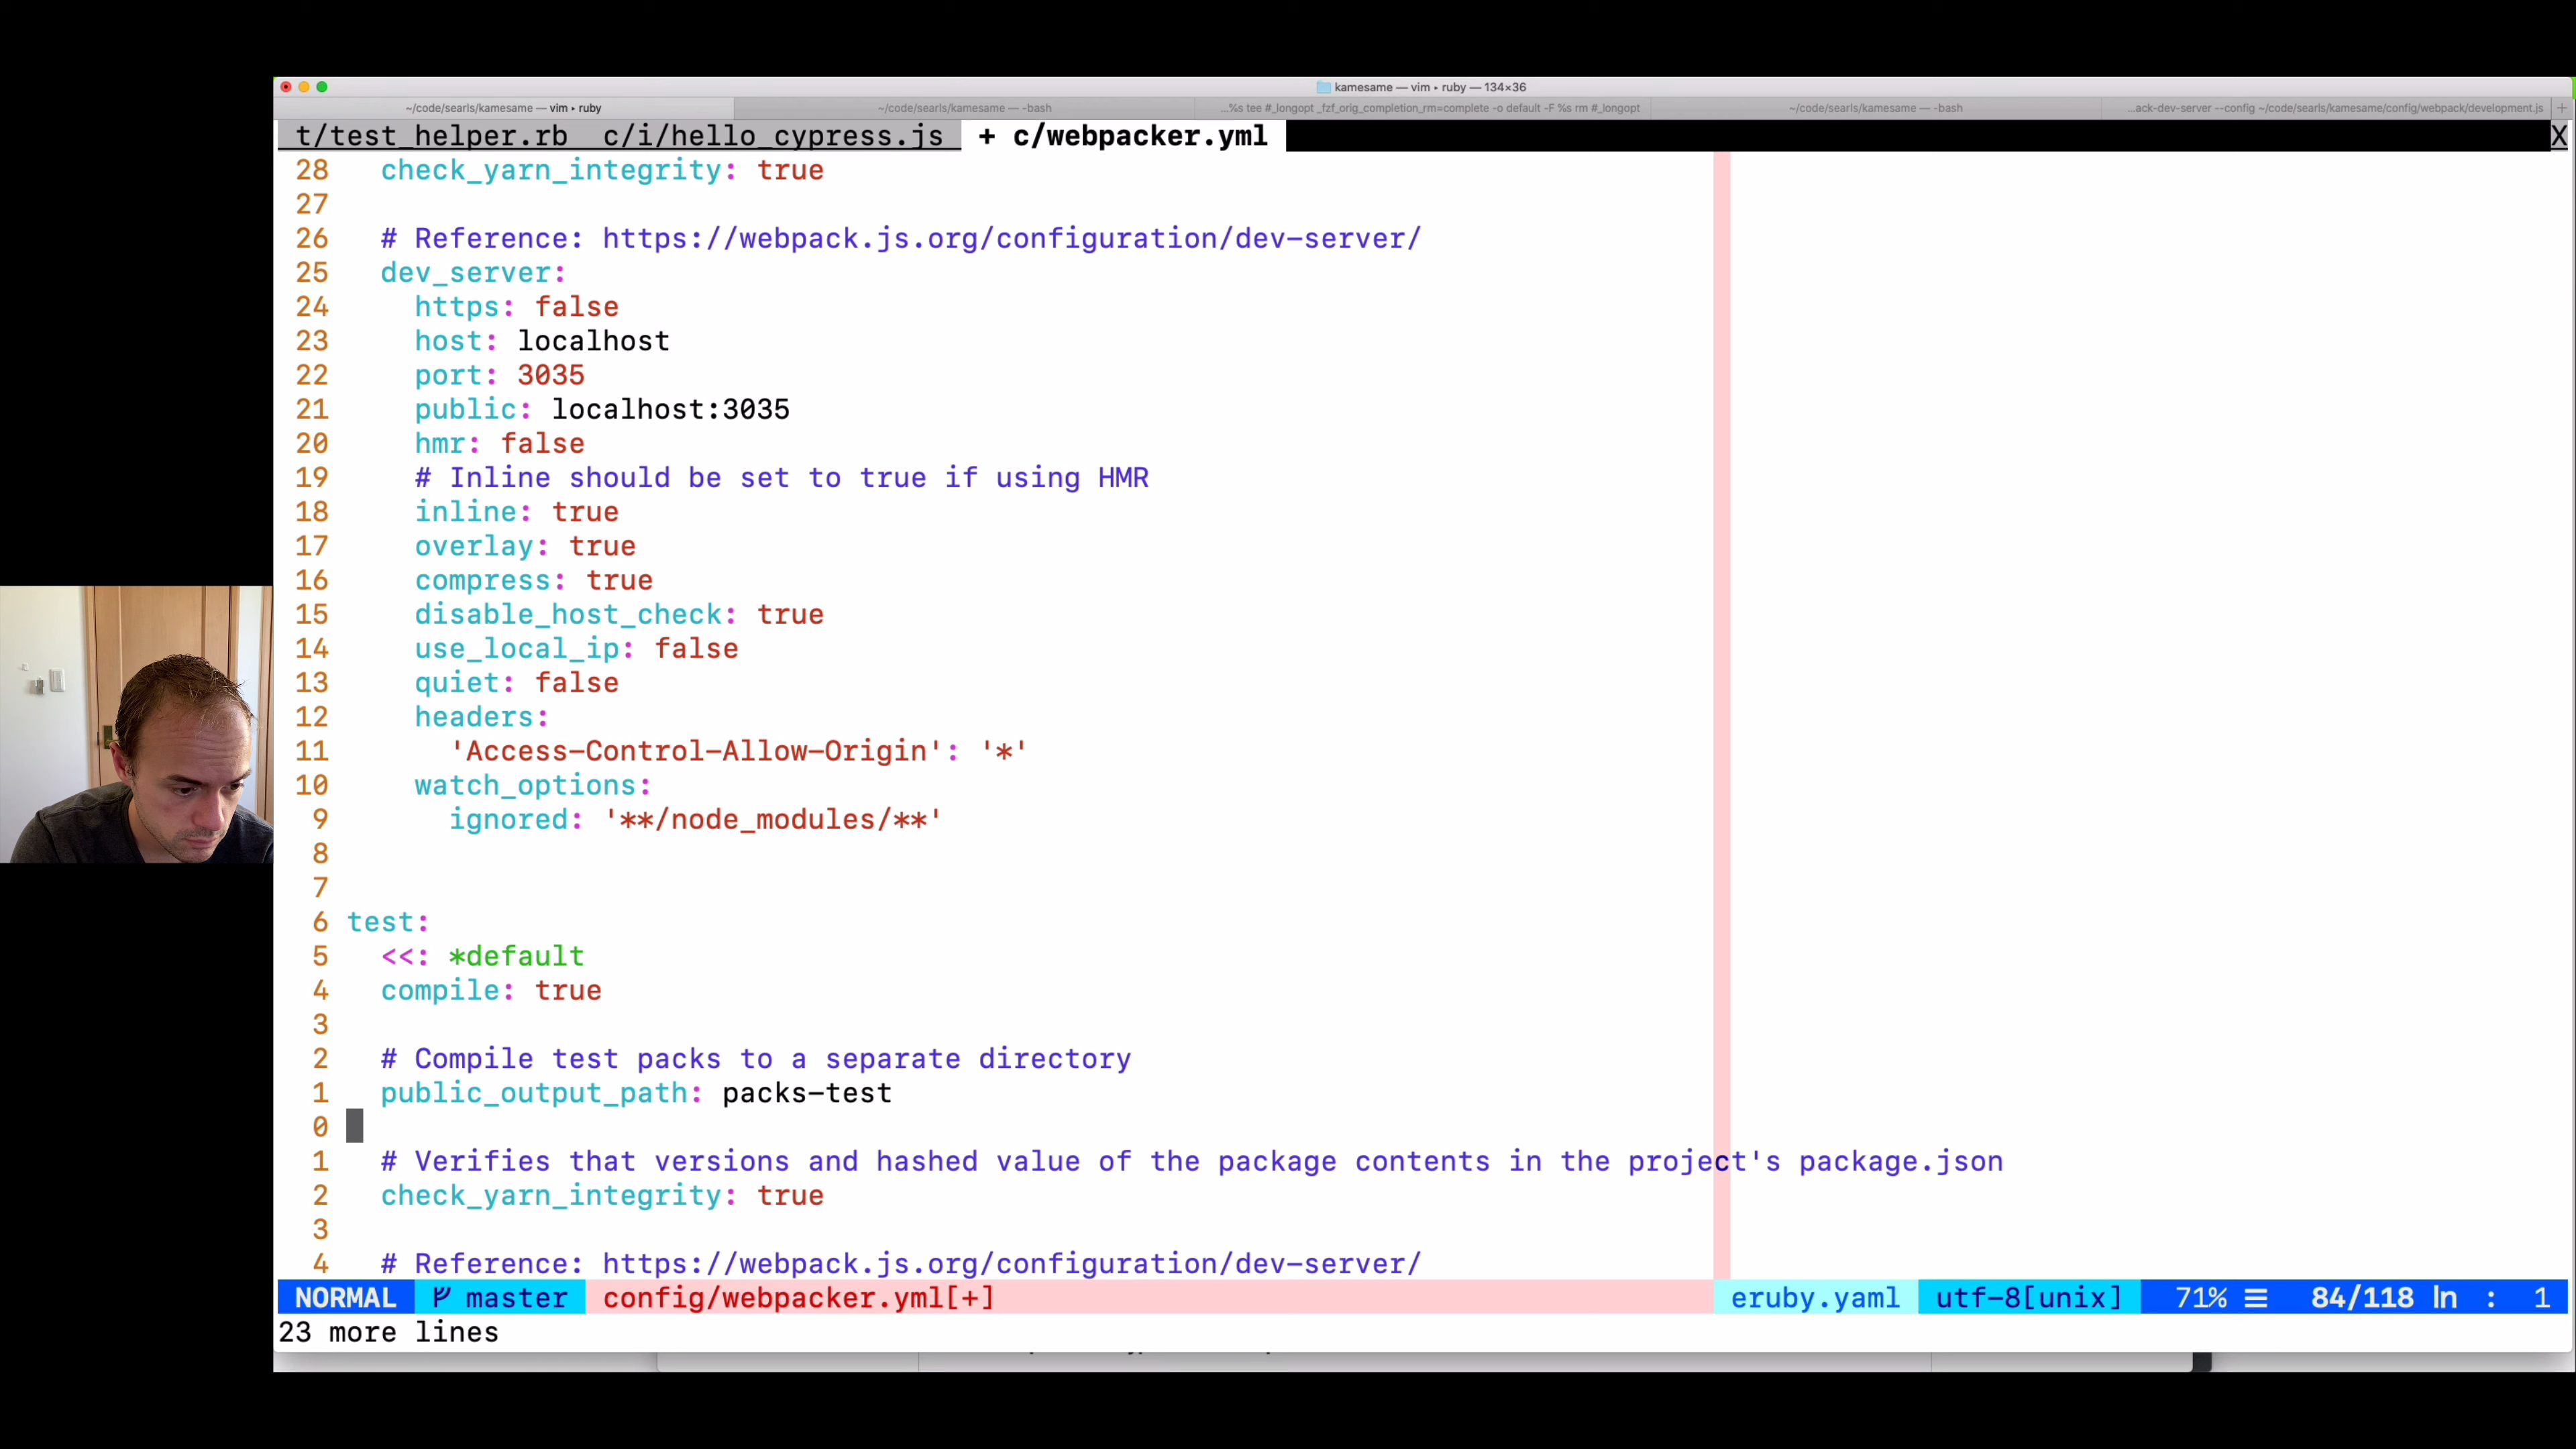 kamesame — vim • ruby — 134×36
~/code/searls/kamesame — vim • ruby
~/code/searls/kamesame — -bash
...%s tee #_longopt _fzf_orig_completion_rm=complete -o default -F %s rm #_longopt
~/code/searls/kamesame — -bash
...ack-dev-server --config ~/code/searls/kamesame/config/webpack/development.js
t/test_helper.rb c/i/hello_cypress.js + c/webpacker.yml X
28 check_yarn_integrity: true
27
26 # Reference: https://webpack.js.org/configuration/dev-server/
25 dev_server:
24 https: false
23 host: localhost
22 port: 3035
21 public: localhost:3035
20 hmr: false
19 # Inline should be set to true if using HMR
18 inline: true
17 overlay: true
16 compress: true
15 disable_host_check: true
14 use_local_ip: false
13 quiet: false
12 headers:
11 'Access-Control-Allow-Origin': '*'
10 watch_options:
9 ignored: '**/node_modules/**'
8
7
6 test:
5 <<: *default
4 compile: true
3
2 # Compile test packs to a separate directory
1 public_output_path: packs-test
0
1 # Verifies that versions and hashed value of the package contents in the project's package.json
2 check_yarn_integrity: true
3
4 # Reference: https://webpack.js.org/configuration/dev-server/
NORMAL master config/webpacker.yml[+] eruby.yaml utf-8[unix] 71% ☰ 84/118 ln : 1
23 more lines